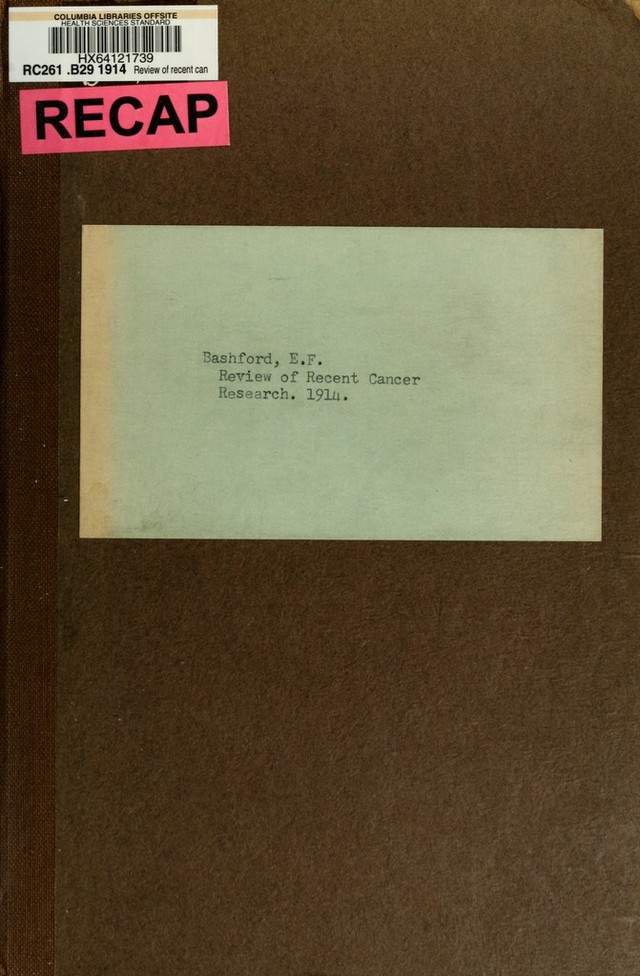 COLUMBIA LIBRARIES OFFSITE
HEALTH SCIENCES STANDARD
HX64121739
RC261 .B29 1914 Review of recent can
RECAP
Bashford, E.F.
Review of Recent Cancer
Research. 1914.